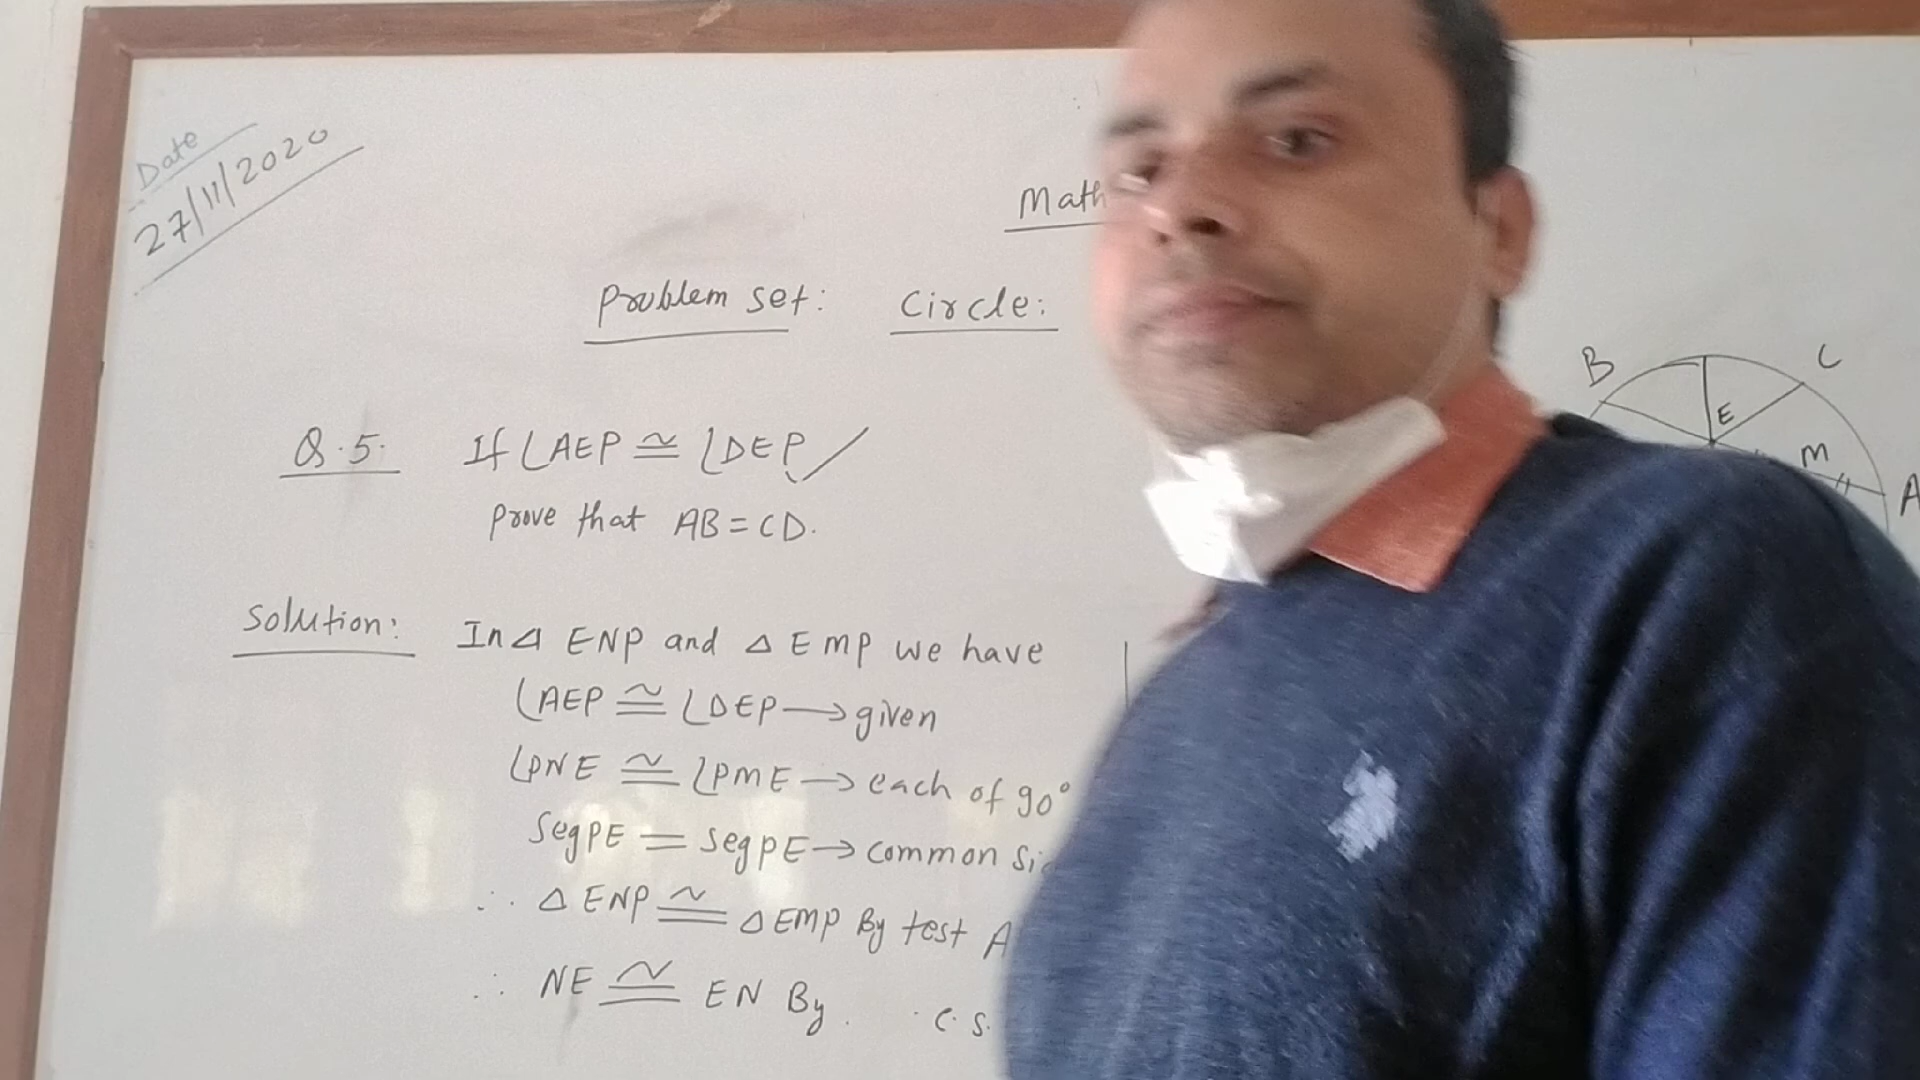 Date
27/11/2020
Math
Problem set: Circle:
Q.5. If ∠AEP ≅ ∠DEP
prove that AB = CD.
Solution: In △ ENP and △ EMP we have
∠AEP ≅ ∠DEP → given
∠PNE ≅ ∠PME → each of 90°
seg PE = seg PE → common
∴ △ ENP ≅ △ EMP By test A
∴ NE ≅ EN By. c. s.
B
C
E
M
A